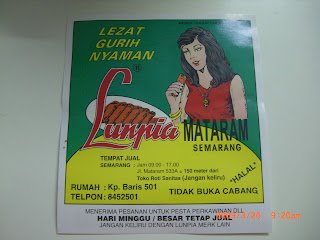 LEZAT
GURIH
NYAMAN
Lunpia MATARAM
®
SEMARANG
TEMPAT JUAL
SEMARANG : Jam 09.00 - 17.00
Jl. Mataram 533A ± 150 meter dari
Toko Roti Sanitas (Jangan keliru)
"HALAL"
RUMAH : Kp. Baris 501
TELPON : 8452501
TIDAK BUKA CABANG
MENERIMA PESANAN UNTUK PESTA PERKAWINAN DLL
HARI MINGGU / BESAR TETAP JUAL
JANGAN KELIRU DENGAN LUNPIA MERK LAIN